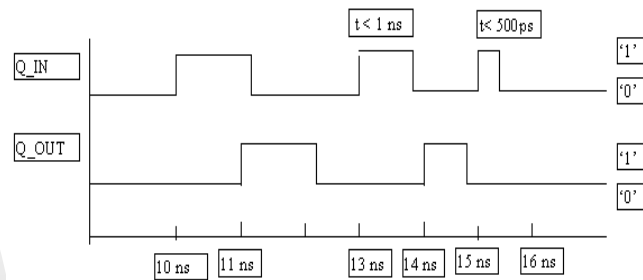 t< 1 ns
t< 500ps
Q_IN
‘1’
‘0’
Q_OUT
‘1’
‘0’
10 ns
11 ns
13 ns
14 ns
15 ns
16 ns